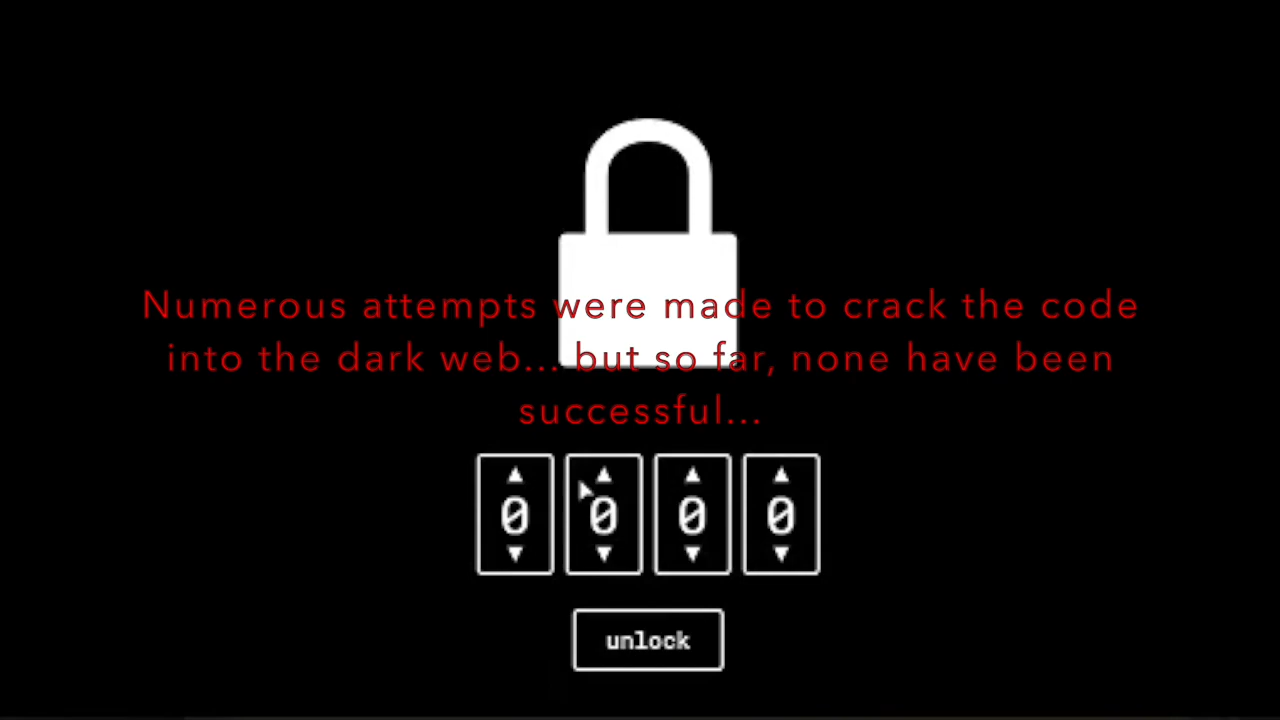 Numerous attempts were made to crack the code
into the dark web... but so far, none have been
successful...
0 0 0 0
unlock